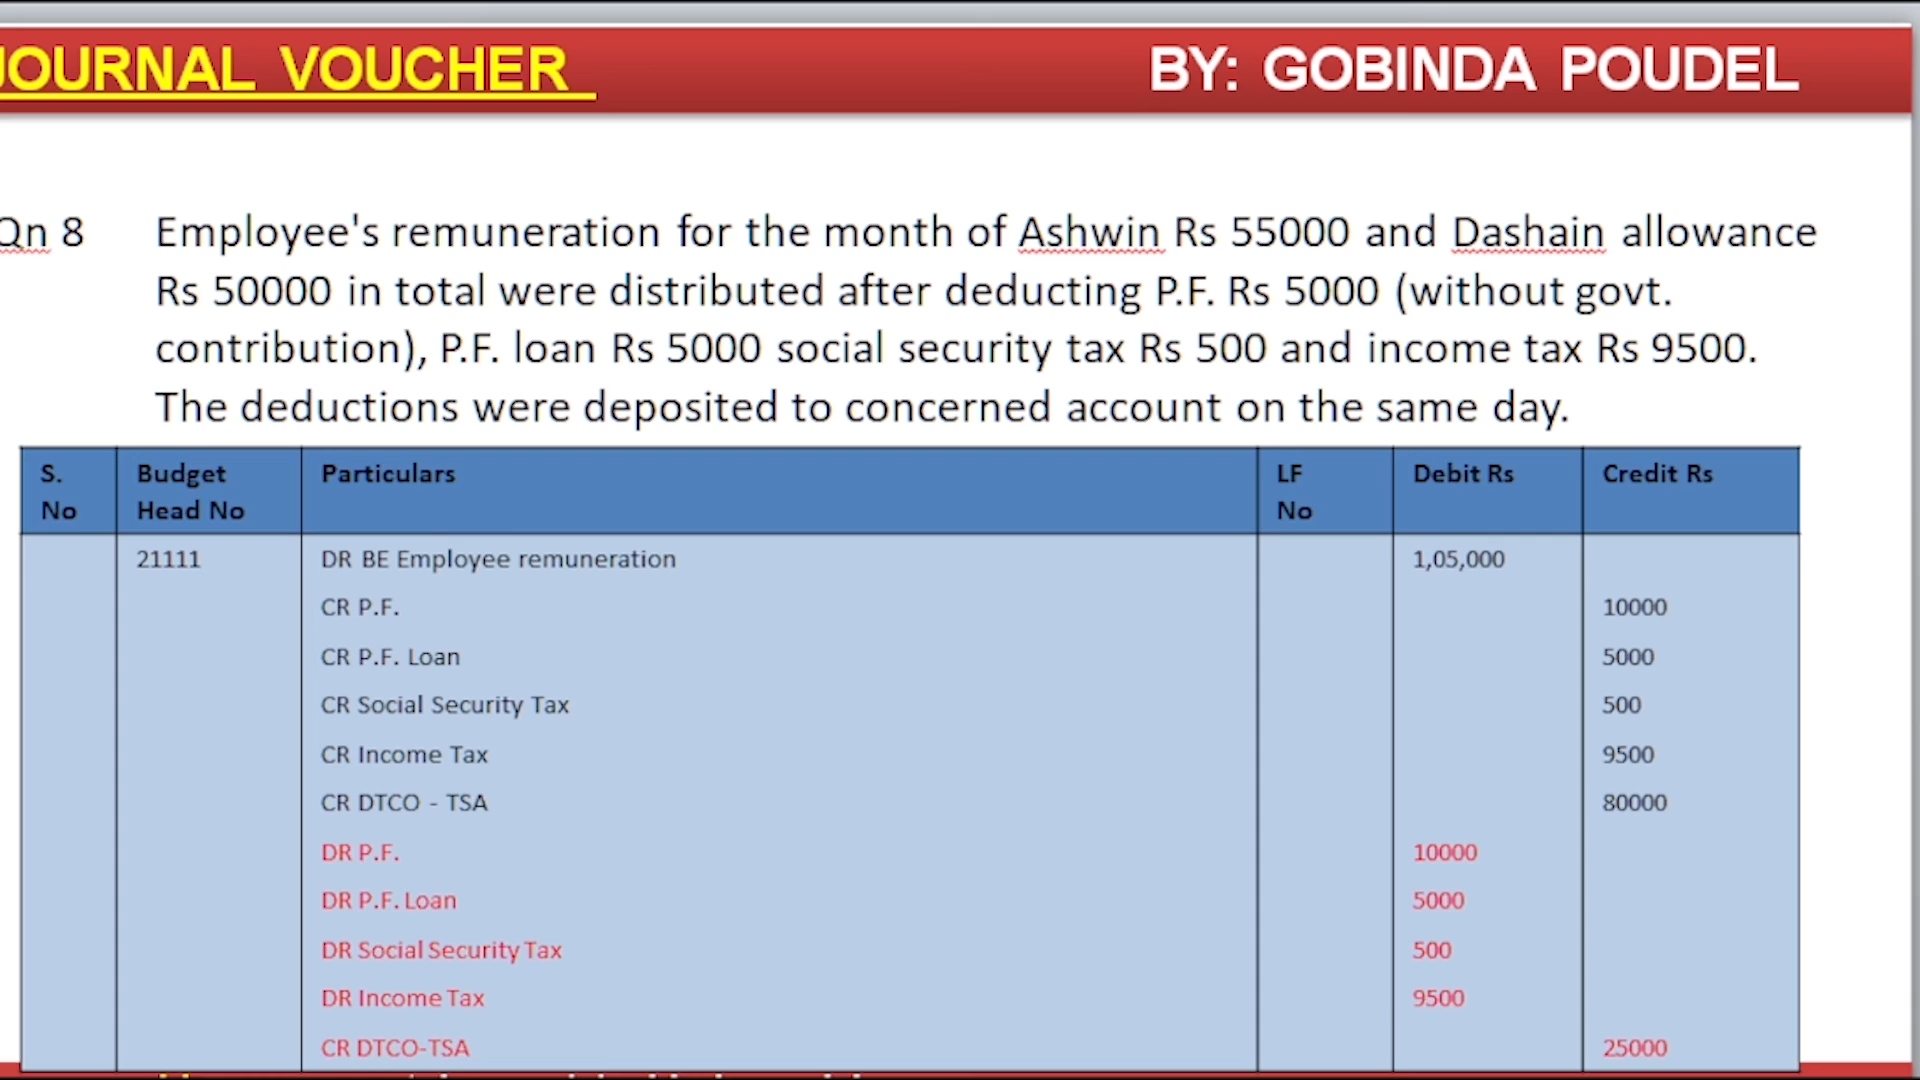 JOURNAL VOUCHER BY: GOBINDA POUDEL
Qn 8 Employee's remuneration for the month of Ashwin Rs 55000 and Dashain allowance
Rs 50000 in total were distributed after deducting P.F. Rs 5000 (without govt.
contribution), P.F. loan Rs 5000 social security tax Rs 500 and income tax Rs 9500.
The deductions were deposited to concerned account on the same day.
S. No Budget Head No Particulars LF No Debit Rs Credit Rs
21111 DR BE Employee remuneration 1,05,000
CR P.F. 10000
CR P.F. Loan 5000
CR Social Security Tax 500
CR Income Tax 9500
CR DTCO - TSA 80000
DR P.F. 10000
DR P.F. Loan 5000
DR Social Security Tax 500
DR Income Tax 9500
CR DTCO-TSA 25000